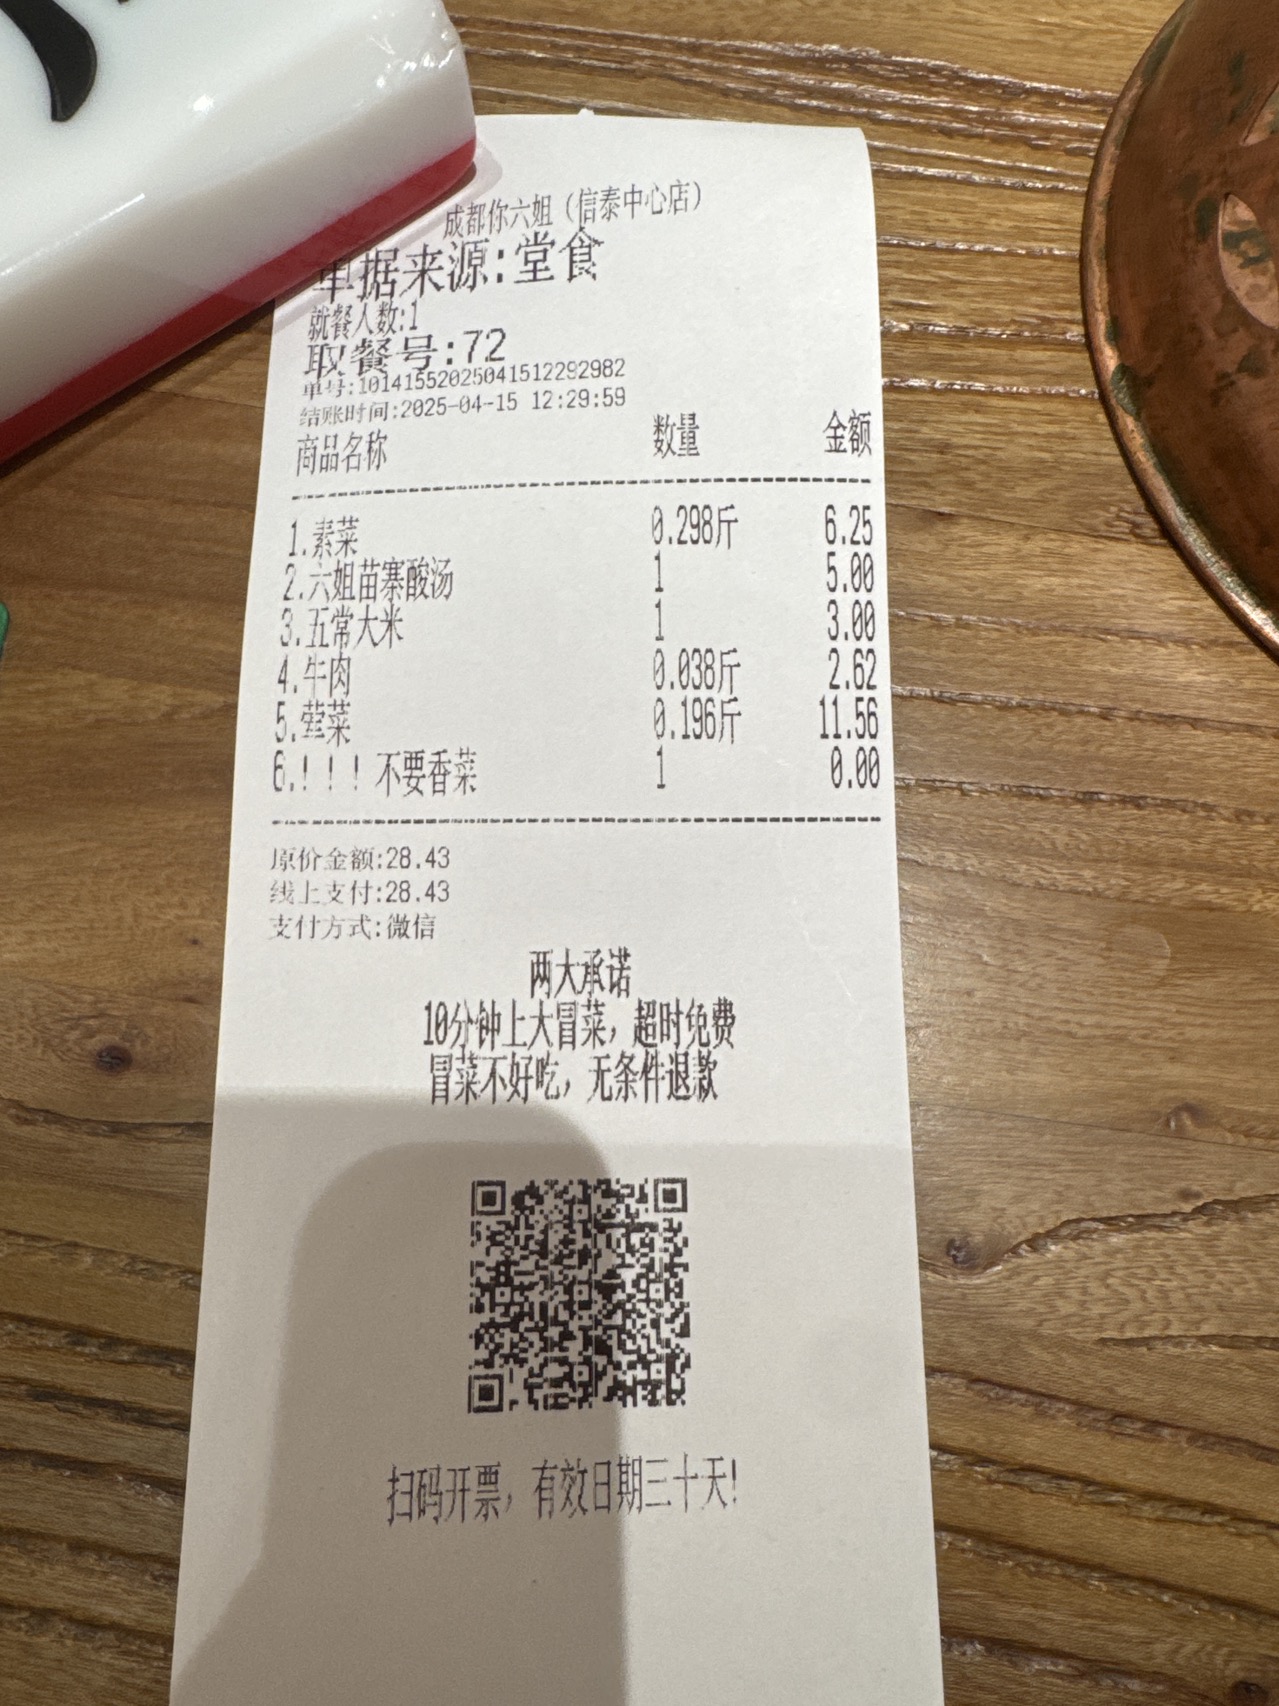 成都你六姐（信泰中心店）
单据来源:堂食
就餐人数:1
取餐号:72
单号:10141552025041512292982
结账时间:2025-04-15 12:29:59
商品名称 数量 金额
1.素菜 0.298斤 6.25
2.六姐苗寨酸汤 1 5.00
3.五常大米 1 3.00
4.牛肉 0.038斤 2.62
5.荤菜 0.196斤 11.56
6.！！！不要香菜 1 0.00
原价金额:28.43
线上支付:28.43
支付方式:微信
两大承诺
10分钟上大冒菜，超时免费
冒菜不好吃，无条件退款
扫码开票，有效日期三十天!